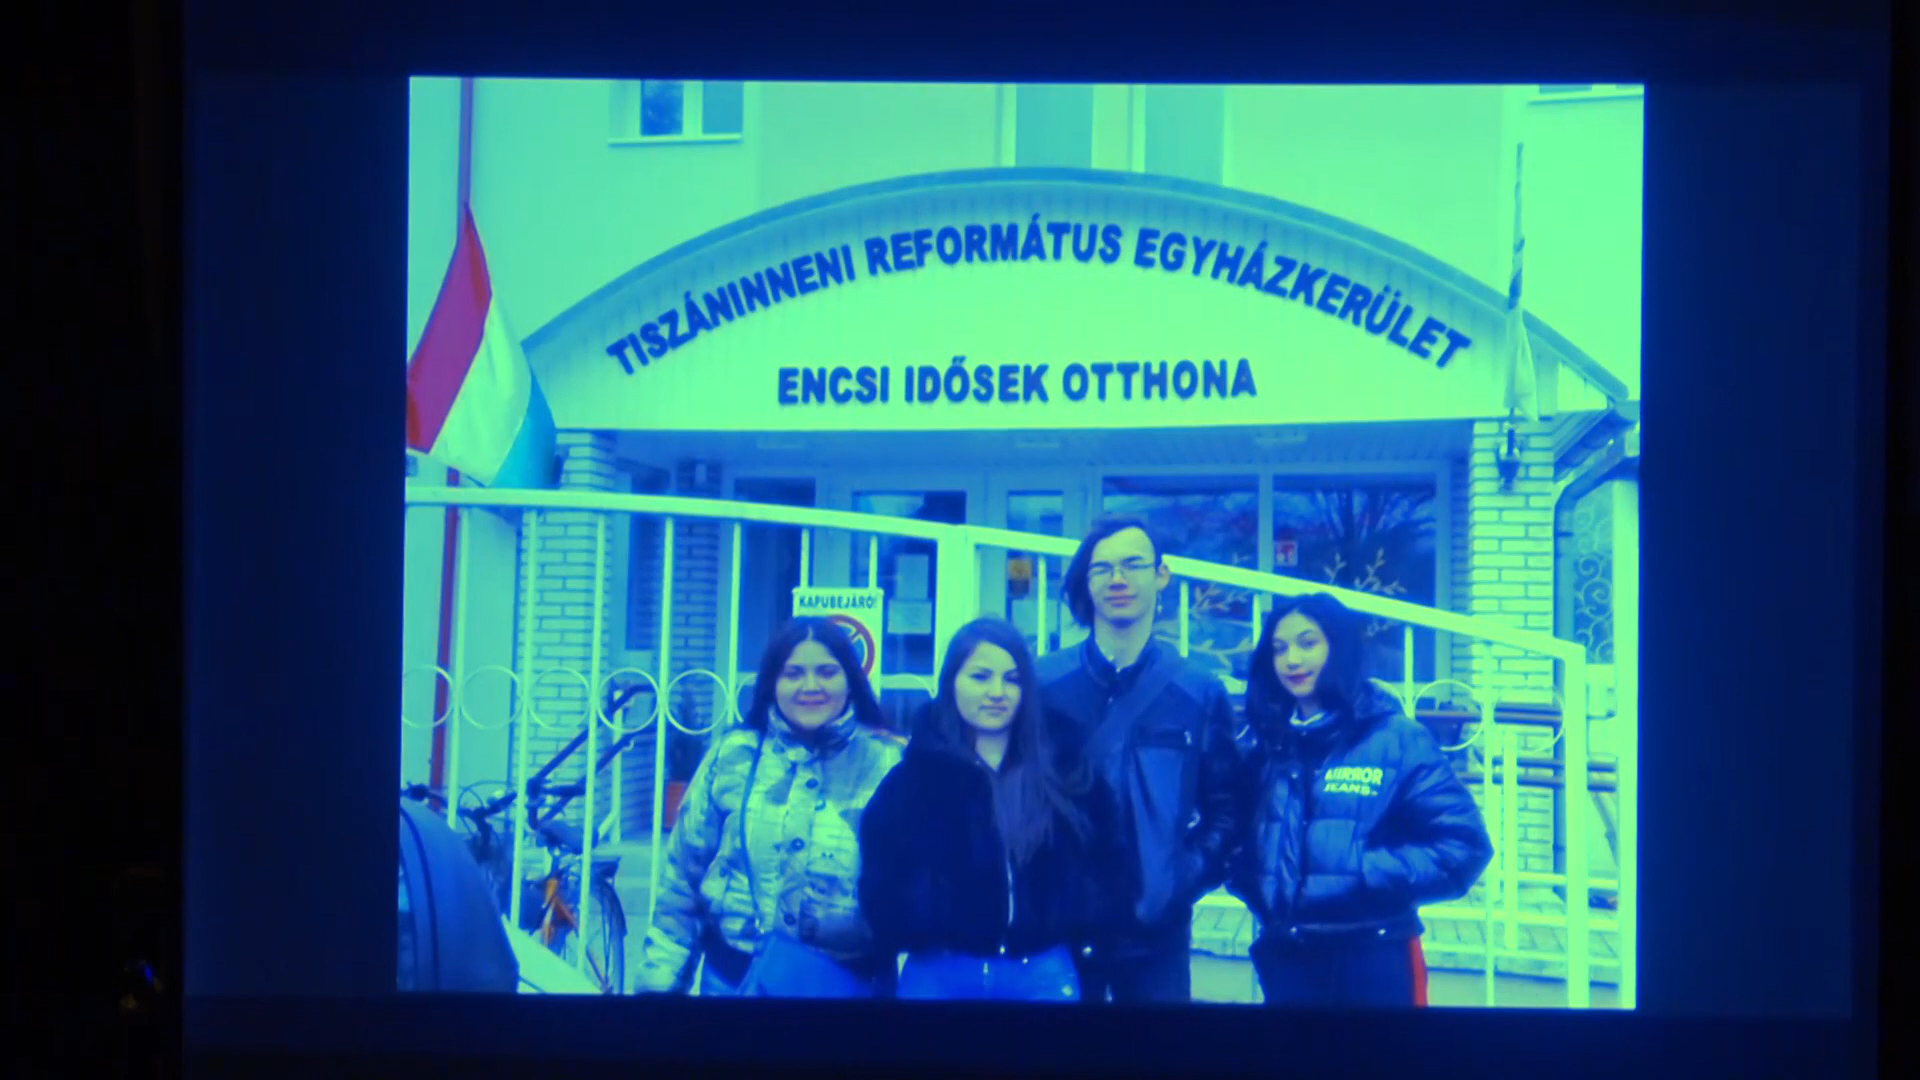 TISZÁNINNENI REFORMÁTUS EGYHÁZKERÜLET
ENCSI IDŐSEK OTTHONA
KAPUBEJÁRÓ!
MIRROR
JEANS